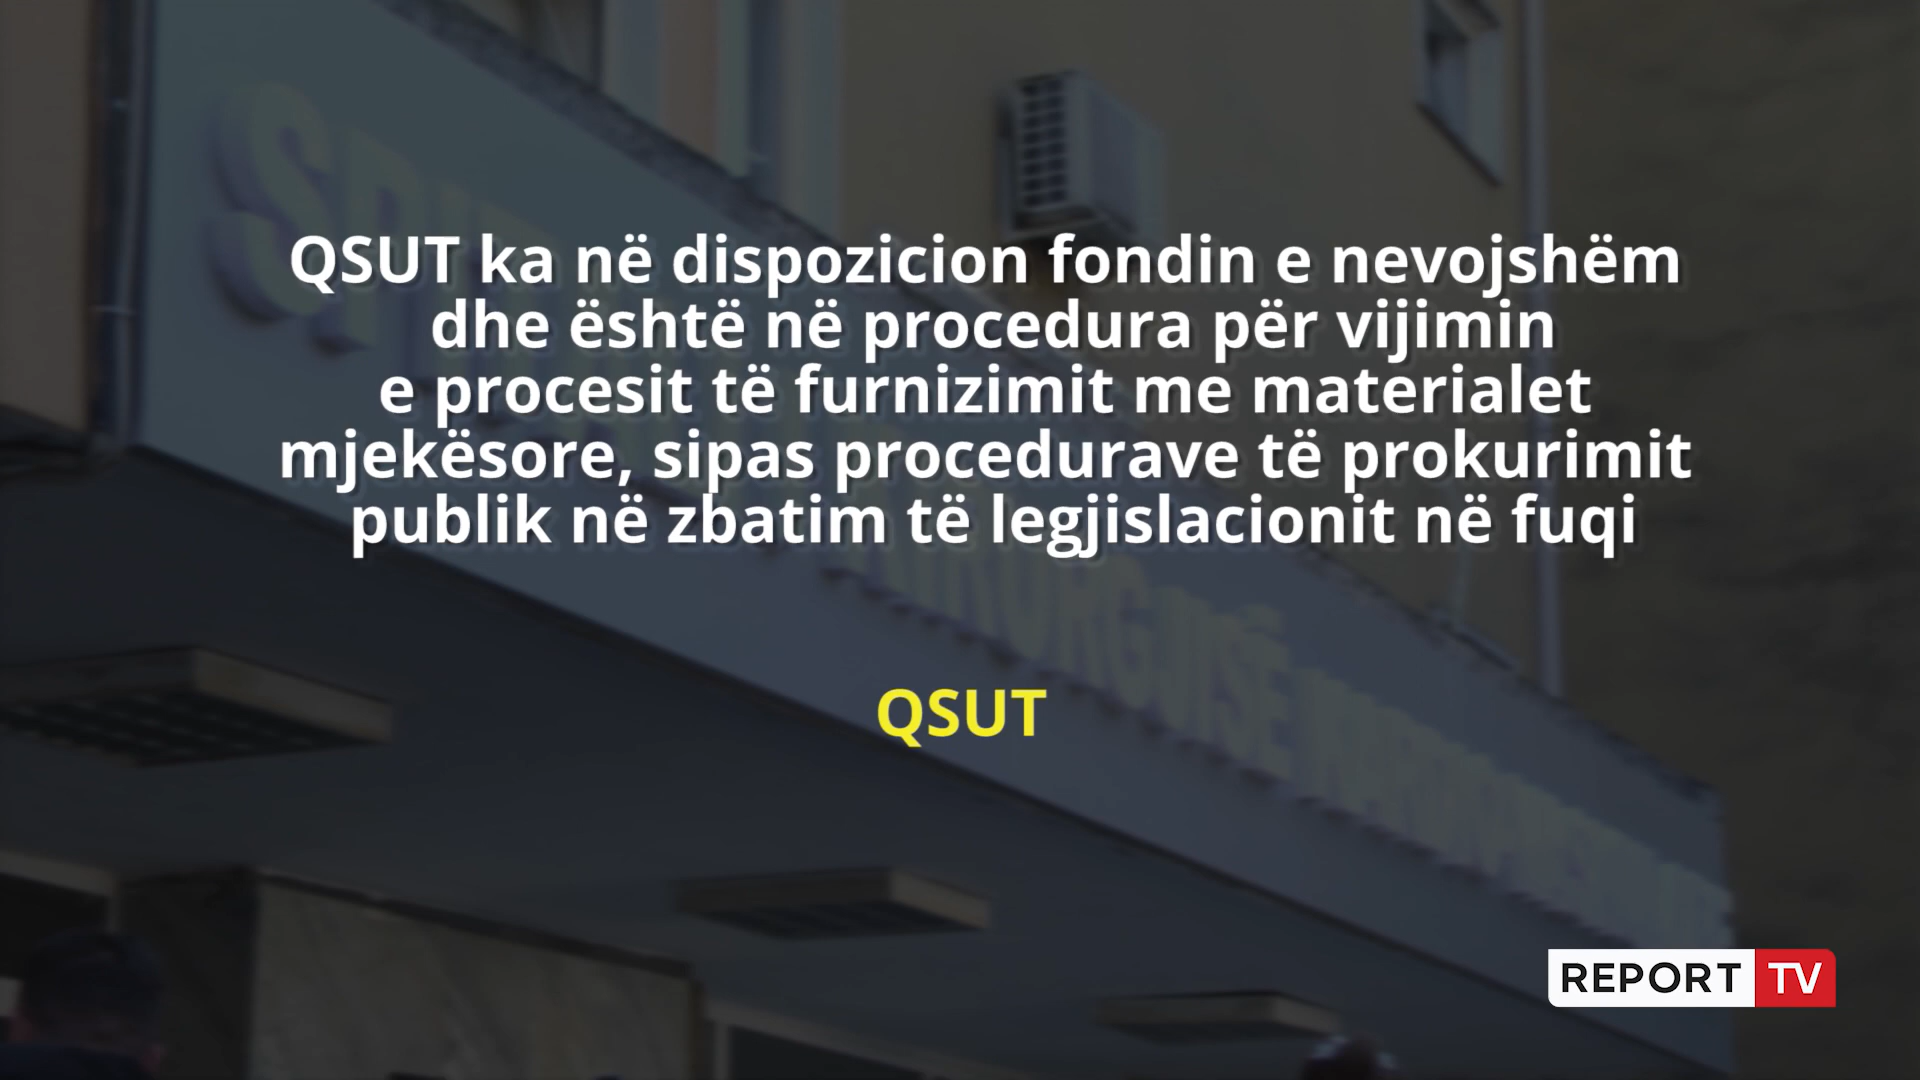 QSUT ka në dispozicion fondin e nevojshëm
dhe është në procedura për vijimin
e procesit të furnizimit me materialet
mjekësore, sipas procedurave të prokurimit
publik në zbatim të legjislacionit në fuqi
QSUT
REPORT TV